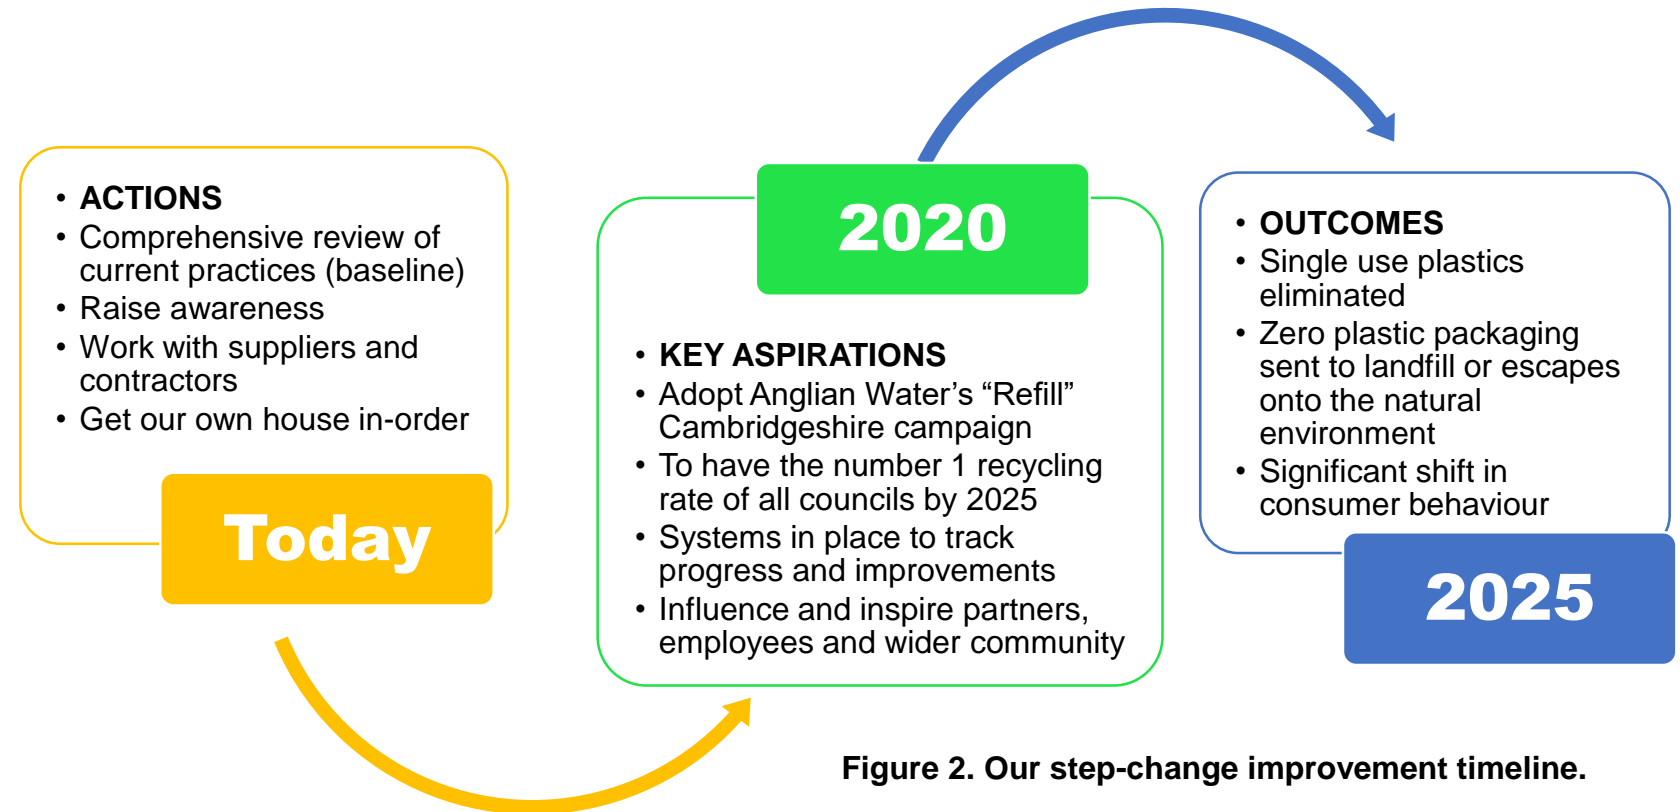 • ACTIONS
• Comprehensive review of
current practices (baseline)
• Raise awareness
• Work with suppliers and
contractors
• Get our own house in-order
Today
2020
• KEY ASPIRATIONS
• Adopt Anglian Water’s “Refill”
Cambridgeshire campaign
• To have the number 1 recycling
rate of all councils by 2025
• Systems in place to track
progress and improvements
• Influence and inspire partners,
employees and wider community
• OUTCOMES
• Single use plastics
eliminated
• Zero plastic packaging
sent to landfill or escapes
onto the natural
environment
• Significant shift in
consumer behaviour
2025
Figure 2. Our step-change improvement timeline.